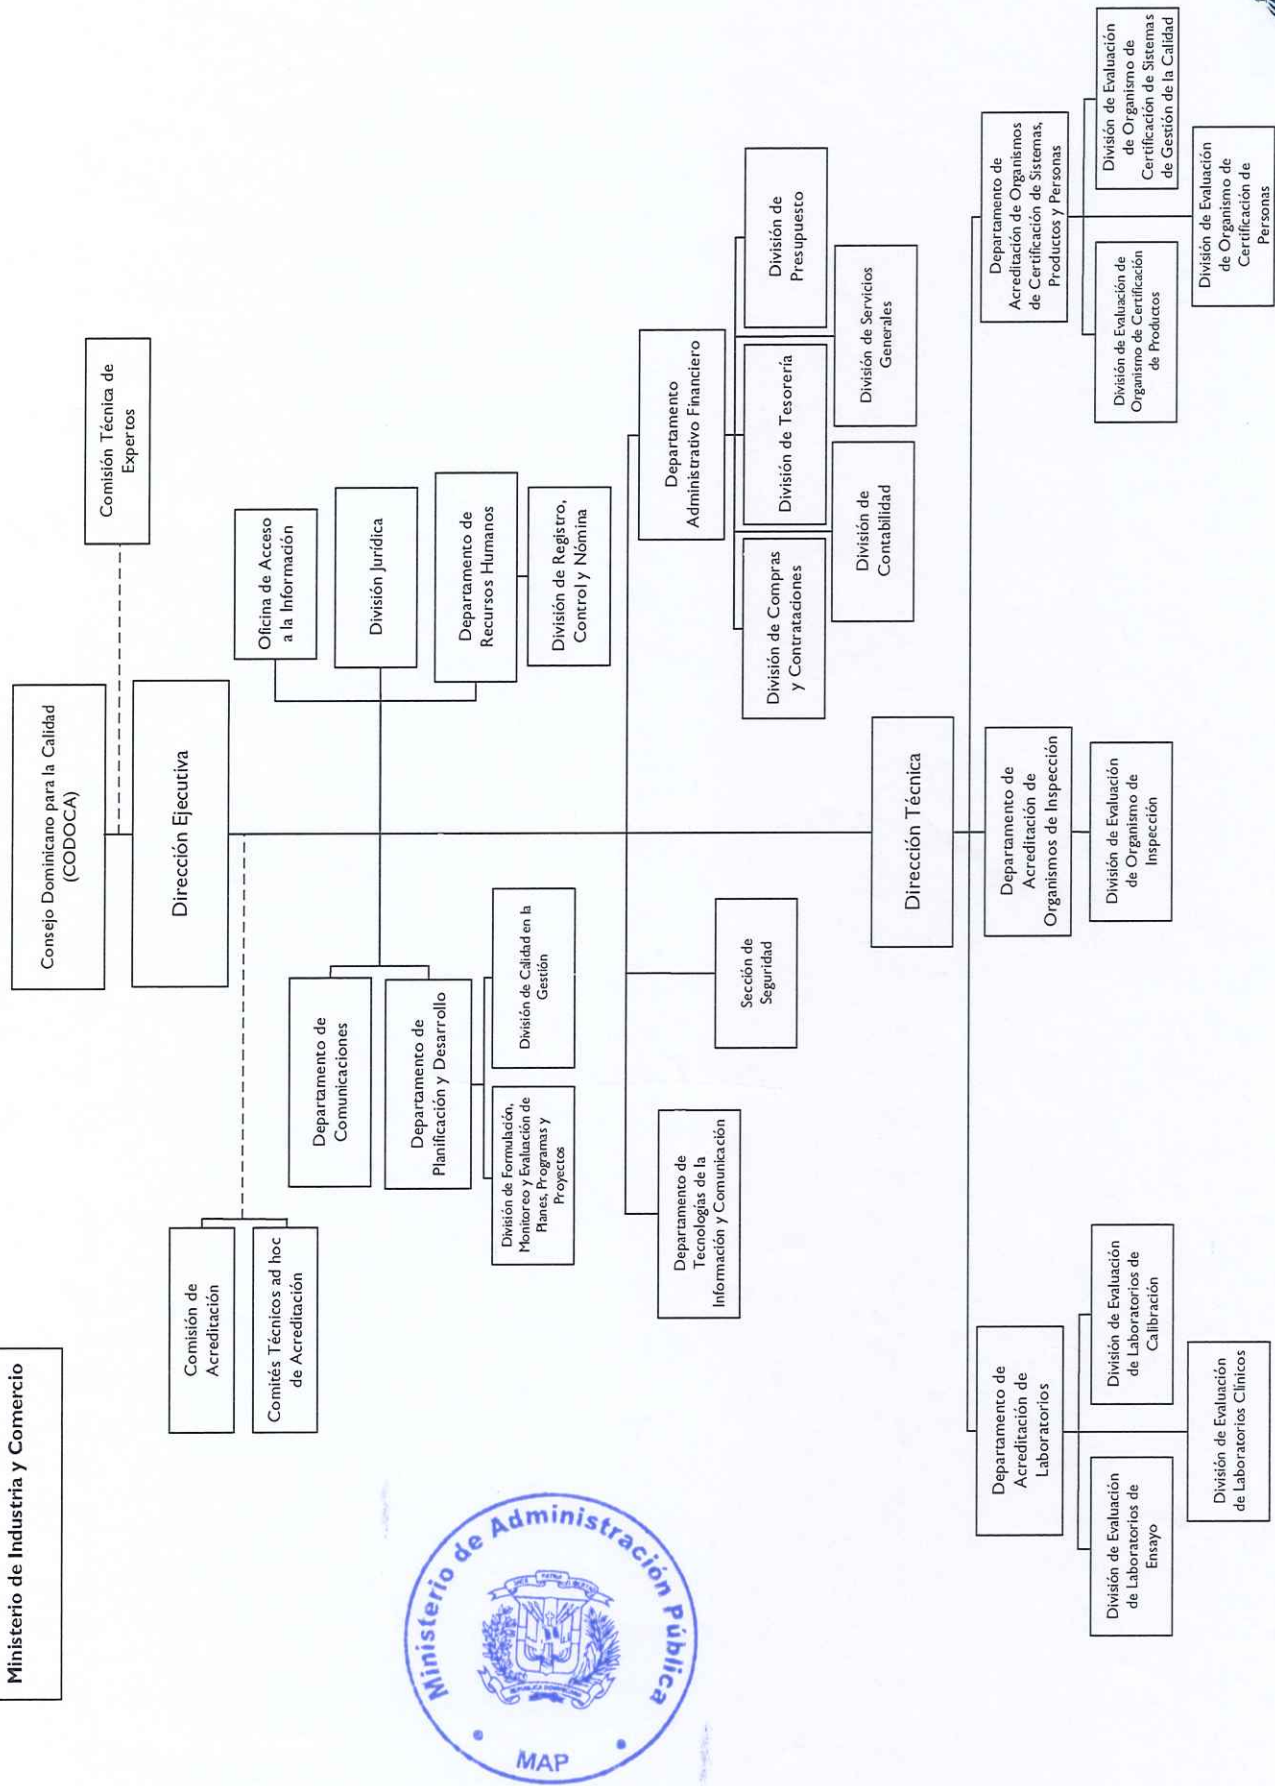 Ministerio de Industria y Comercio
Consejo Dominicano para la Calidad
(CODOCA)
Comisión Técnica de
Expertos
Dirección Ejecutiva
Comisión de
Acreditación
Comités Técnicos ad hoc
de Acreditación
Oficina de Acceso
a la Información
División Jurídica
Departamento de
Recursos Humanos
División de Registro,
Control y Nómina
Departamento de
Comunicaciones
Departamento de
Planificación y Desarrollo
División de Formulación,
Monitoreo y Evaluación de
Planes, Programas y
Proyectos
División de Calidad en la
Gestión
Departamento de
Tecnologías de la
Información y Comunicación
Sección de
Seguridad
Departamento
Administrativo Financiero
División de Compras
y Contrataciones
División de Tesorería
División de
Presupuesto
División de
Contabilidad
División de Servicios
Generales
Dirección Técnica
Departamento de
Acreditación de
Laboratorios
División de Evaluación
de Laboratorios de
Ensayo
División de Evaluación
de Laboratorios de
Calibración
División de Evaluación
de Laboratorios Clínicos
Departamento de
Acreditación de
Organismos de Inspección
División de Evaluación
de Organismo de
Inspección
Departamento de
Acreditación de Organismos
de Certificación de Sistemas,
Productos y Personas
División de Evaluación de
Organismo de Certificación
de Productos
División de Evaluación
de Organismo de
Certificación de Sistemas
de Gestión de la Calidad
División de Evaluación
de Organismo de
Certificación de
Personas
Ministerio de Administración Pública
MAP